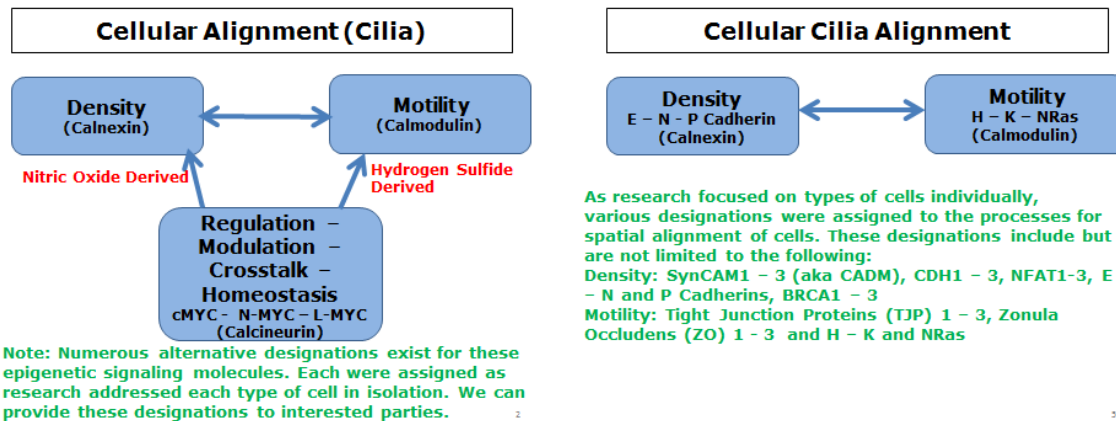 Cellular Alignment (Cilia)
Density
(Calnexin)
Motility
(Calmodulin)
Nitric Oxide Derived
Hydrogen Sulfide
Derived
Regulation –
Modulation –
Crosstalk –
Homeostasis
cMYC - N-MYC – L-MYC
(Calcineurin)
Note: Numerous alternative designations exist for these
epigenetic signaling molecules. Each were assigned as
research addressed each type of cell in isolation. We can
provide these designations to interested parties.
2
Cellular Cilia Alignment
Density
E – N - P Cadherin
(Calnexin)
Motility
H – K – NRas
(Calmodulin)
As research focused on types of cells individually,
various designations were assigned to the processes for
spatial alignment of cells. These designations include but
are not limited to the following:
Density: SynCAM1 – 3 (aka CADM), CDH1 – 3, NFAT1-3, E
– N and P Cadherins, BRCA1 – 3
Motility: Tight Junction Proteins (TJP) 1 – 3, Zonula
Occludens (ZO) 1 - 3 and H – K and NRas